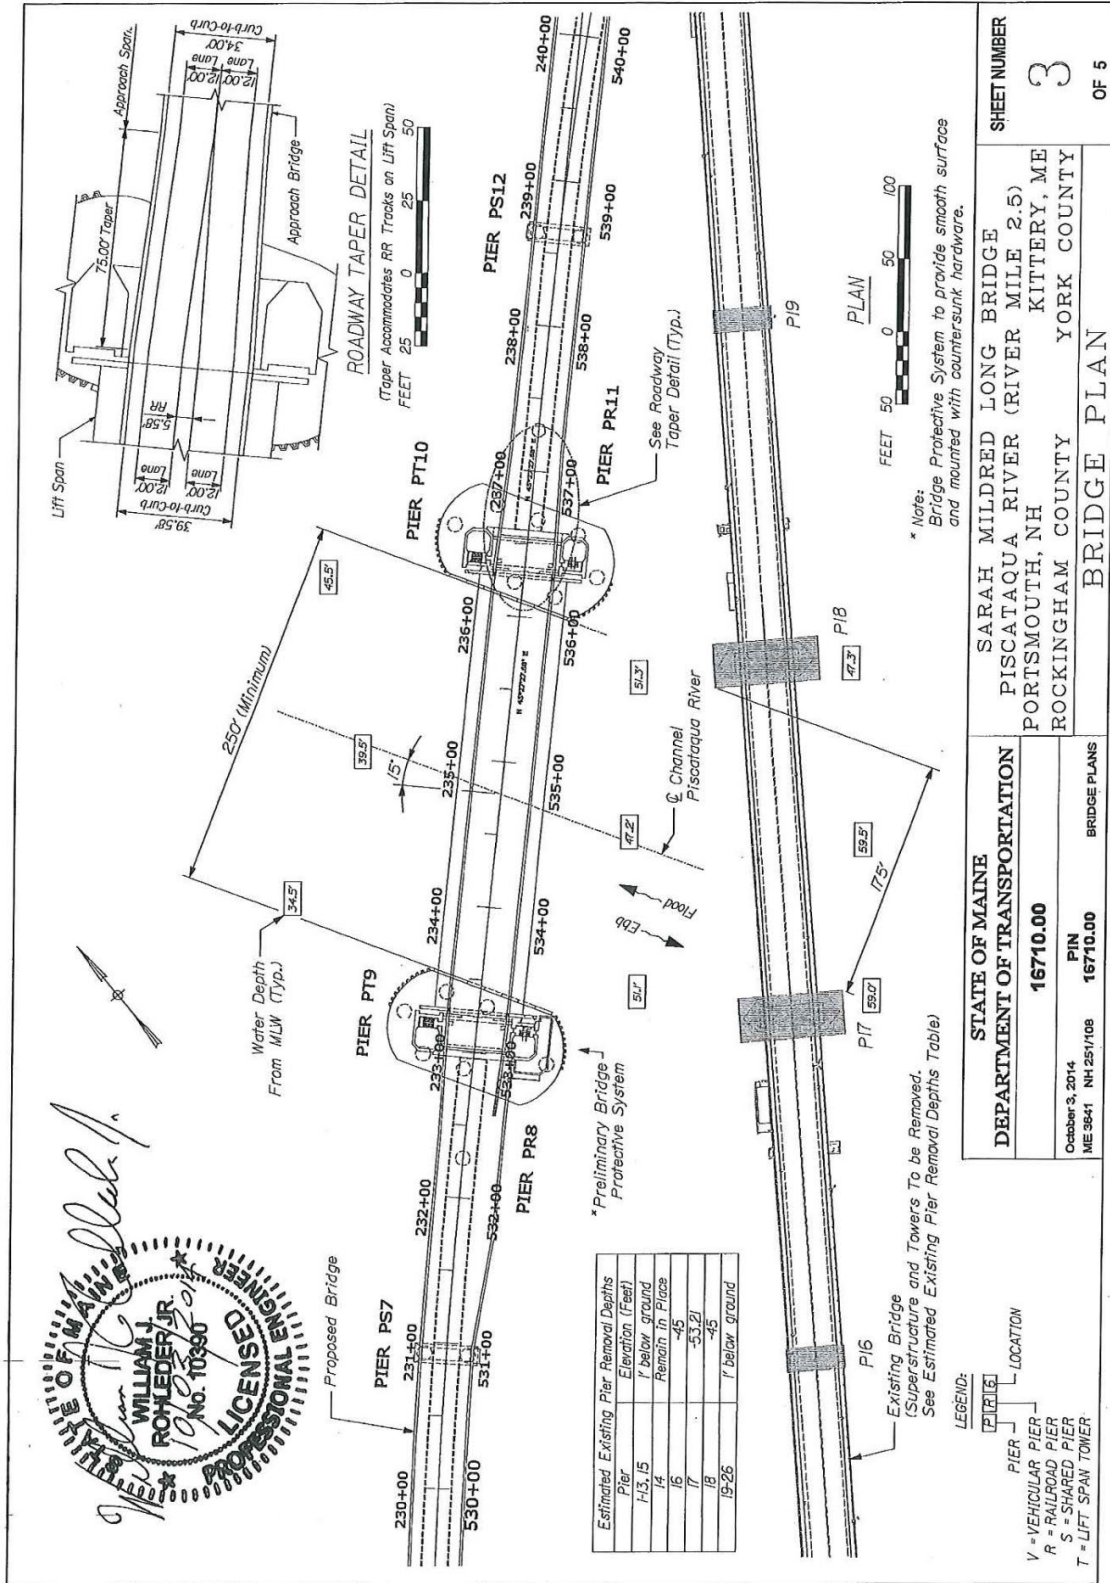 STATE OF MAINE
WILLIAM J.
ROHLEDER JR.
No. 10390
LICENSED
PROFESSIONAL ENGINEER
Lift Span
39.58'
Curb-to-Curb
12.00'
Lane
12.00'
Lane
5.58'
RR
75.00' Taper
Approach Span
12.00'
Lane
12.00'
Lane
34.00'
Curb-to-Curb
Approach Bridge
ROADWAY TAPER DETAIL
(Taper Accommodates RR Tracks on Lift Span)
FEET 25 0 25 50
Water Depth
From MLW (Typ.)
34.5'
250' (Minimum)
39.5'
45.5'
15°
Proposed Bridge
PIER PS7
PIER PT9
PIER PT10
PIER PS12
230+00
231+00
232+00
233+00
234+00
235+00
236+00
237+00
238+00
239+00
240+00
530+00
531+00
532+00
533+00
534+00
535+00
536+00
537+00
538+00
539+00
540+00
PIER PR8
PIER PR11
See Roadway
Taper Detail (Typ.)
*Preliminary Bridge
Protective System
51.1'
47.2'
51.3'
Ebb
Flood
℄ Channel
Piscataqua River
Estimated Existing Pier Removal Depths
Pier Elevation (Feet)
1-13, 15 1' below ground
14 Remain in Place
16 -45
17 -53.21
18 -45
19-26 1' below ground
P16
P17
59.0'
175'
59.5'
P18
47.3'
P19
Existing Bridge
(Superstructure and Towers To be Removed.
See Estimated Existing Pier Removal Depths Table)
PLAN
FEET 50 0 50 100
* Note:
Bridge Protective System to provide smooth surface
and mounted with countersunk hardware.
LEGEND:
P R 6
PIER
LOCATION
V = VEHICULAR PIER
R = RAILROAD PIER
S = SHARED PIER
T = LIFT SPAN TOWER
STATE OF MAINE
DEPARTMENT OF TRANSPORTATION
16710.00
October 3, 2014
PIN
ME 3641 NH 251/108 16710.00 BRIDGE PLANS
SARAH MILDRED LONG BRIDGE
PISCATAQUA RIVER (RIVER MILE 2.5)
PORTSMOUTH, NH KITTERY, ME
ROCKINGHAM COUNTY YORK COUNTY
BRIDGE PLAN
SHEET NUMBER
3
OF 5